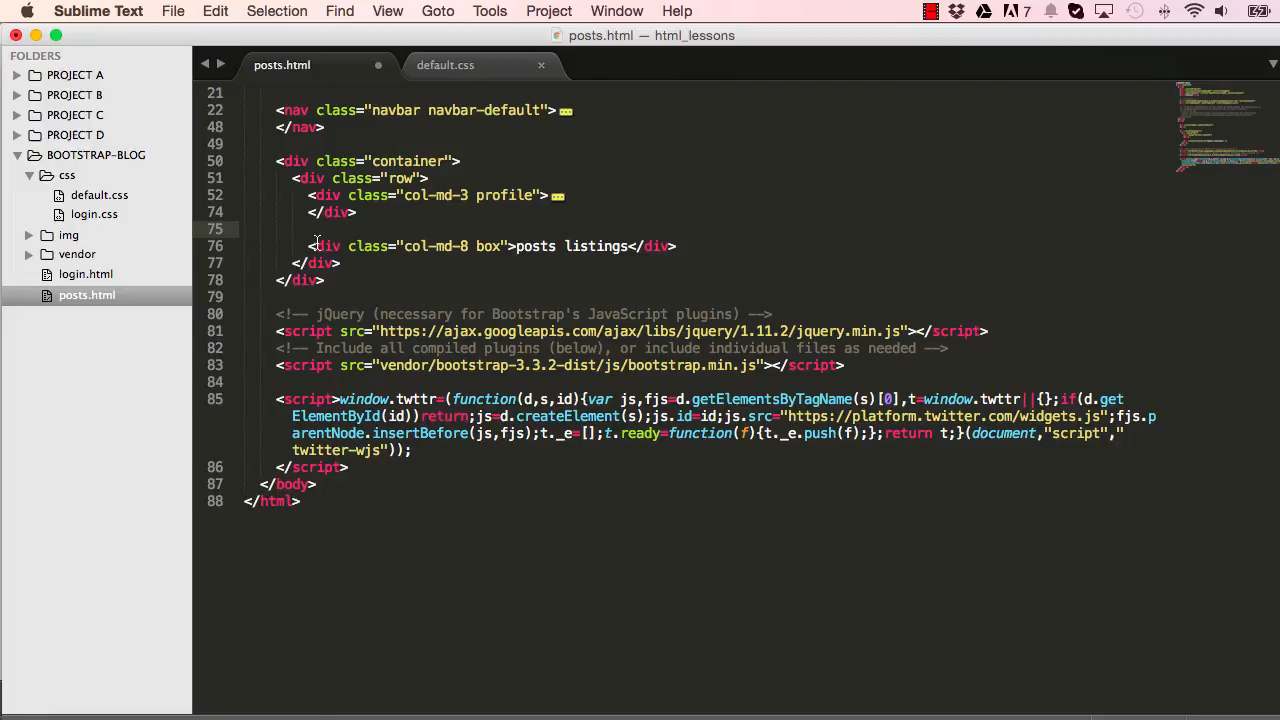 Sublime Text File Edit Selection Find View Goto Tools Project Window Help 7
posts.html — html_lessons
FOLDERS
PROJECT A
PROJECT B
PROJECT C
PROJECT D
BOOTSTRAP-BLOG
css
default.css
login.css
img
vendor
login.html
posts.html
posts.html default.css
21
22 <nav class="navbar navbar-default">
48 </nav>
49
50 <div class="container">
51 <div class="row">
52 <div class="col-md-3 profile">
74 </div>
75
76 <div class="col-md-8 box">posts listings</div>
77 </div>
78 </div>
79
80 <!-- jQuery (necessary for Bootstrap's JavaScript plugins) -->
81 <script src="https://ajax.googleapis.com/ajax/libs/jquery/1.11.2/jquery.min.js"></script>
82 <!-- Include all compiled plugins (below), or include individual files as needed -->
83 <script src="vendor/bootstrap-3.3.2-dist/js/bootstrap.min.js"></script>
84
85 <script>window.twttr=(function(d,s,id){var js,fjs=d.getElementsByTagName(s)[0],t=window.twttr||{};if(d.get
ElementById(id))return;js=d.createElement(s);js.id=id;js.src="https://platform.twitter.com/widgets.js";fjs.p
arentNode.insertBefore(js,fjs);t._e=[];t.ready=function(f){t._e.push(f);};return t;}(document,"script","
twitter-wjs"));
86 </script>
87 </body>
88 </html>